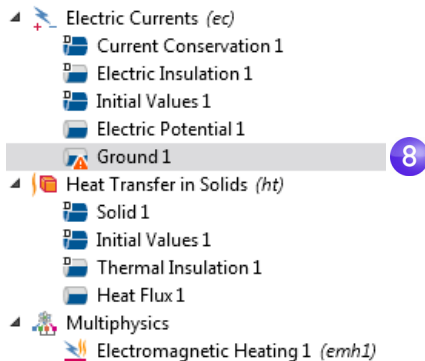 Electric Currents (ec)
Current Conservation 1
Electric Insulation 1
Initial Values 1
Electric Potential 1
Ground 1 8
Heat Transfer in Solids (ht)
Solid 1
Initial Values 1
Thermal Insulation 1
Heat Flux 1
Multiphysics
Electromagnetic Heating 1 (emh1)